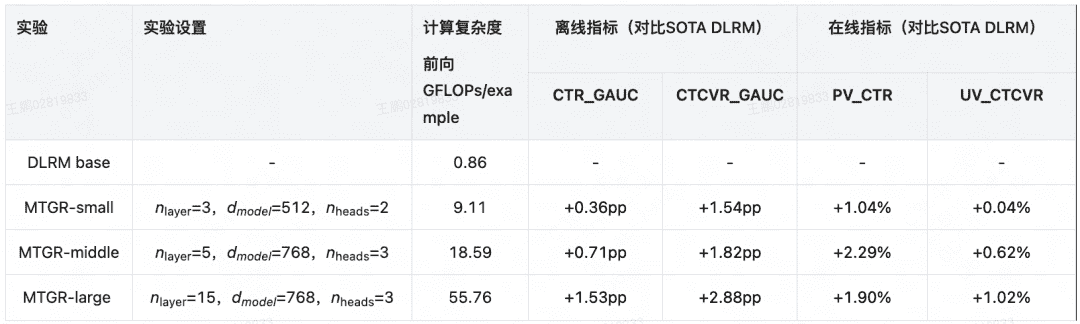 实验 实验设置 计算复杂度 离线指标（对比SOTA DLRM） 在线指标（对比SOTA DLRM）
前向
GFLOPs/exa
mple
CTR_GAUC CTCVR_GAUC PV_CTR UV_CTCVR
DLRM base - 0.86 - - - -
MTGR-small nlayer=3，dmodel=512，nheads=2 9.11 +0.36pp +1.54pp +1.04% +0.04%
MTGR-middle nlayer=5，dmodel=768，nheads=3 18.59 +0.71pp +1.82pp +2.29% +0.62%
MTGR-large nlayer=15，dmodel=768，nheads=3 55.76 +1.53pp +2.88pp +1.90% +1.02%